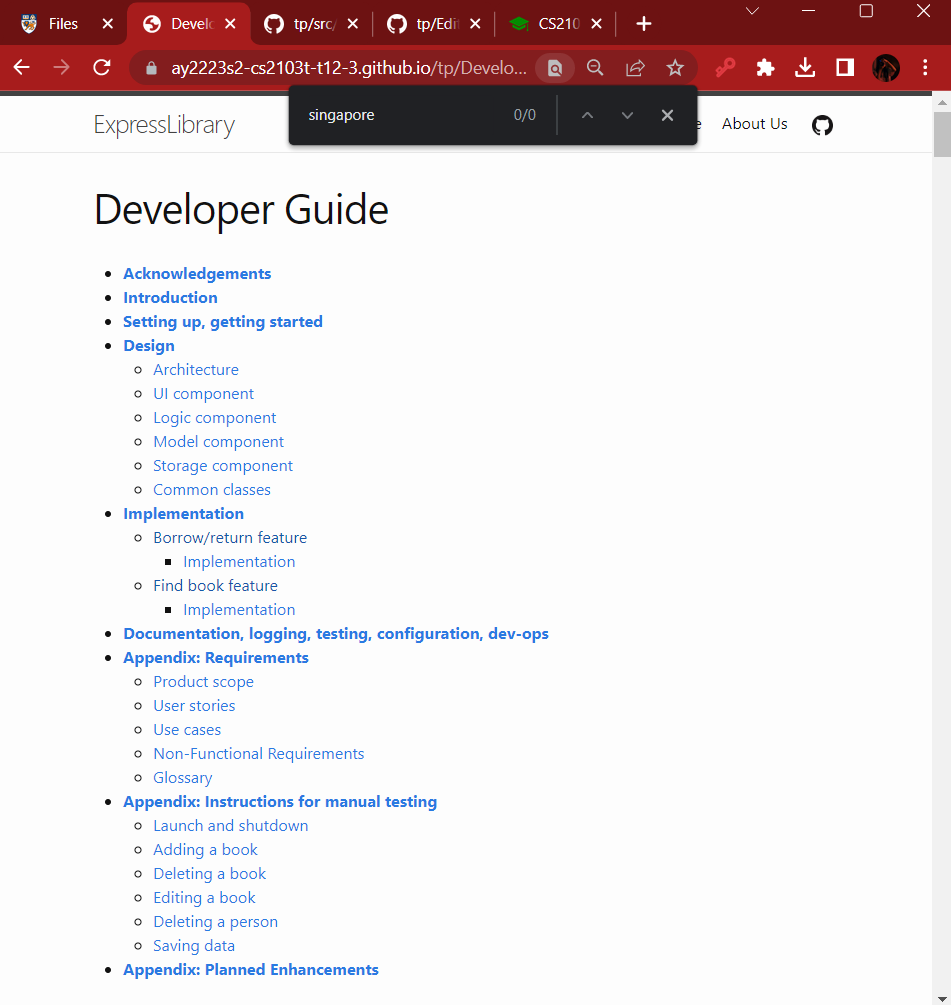 Files
Develo
tp/src/
tp/Edi
CS210
ay2223s2-cs2103t-t12-3.github.io/tp/Develo...
singapore 0/0
ExpressLibrary
About Us
Developer Guide
Acknowledgements
Introduction
Setting up, getting started
Design
Architecture
UI component
Logic component
Model component
Storage component
Common classes
Implementation
Borrow/return feature
Implementation
Find book feature
Implementation
Documentation, logging, testing, configuration, dev-ops
Appendix: Requirements
Product scope
User stories
Use cases
Non-Functional Requirements
Glossary
Appendix: Instructions for manual testing
Launch and shutdown
Adding a book
Deleting a book
Editing a book
Deleting a person
Saving data
Appendix: Planned Enhancements